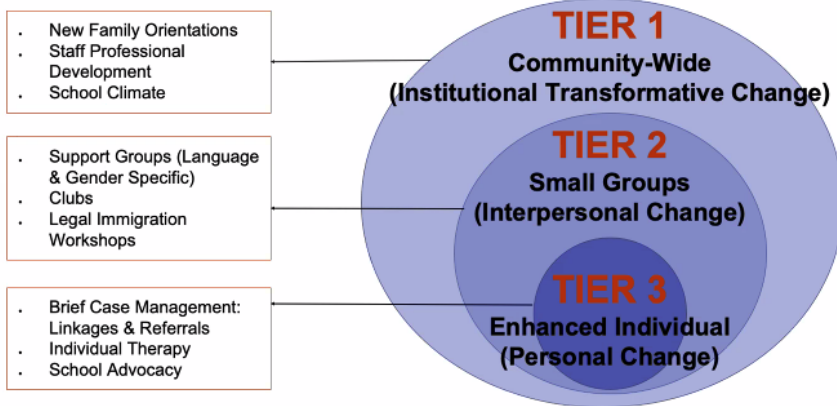 • New Family Orientations
• Staff Professional
Development
• School Climate
TIER 1
Community-Wide
(Institutional Transformative Change)
• Support Groups (Language
& Gender Specific)
• Clubs
• Legal Immigration
Workshops
TIER 2
Small Groups
(Interpersonal Change)
• Brief Case Management:
Linkages & Referrals
• Individual Therapy
• School Advocacy
TIER 3
Enhanced Individual
(Personal Change)